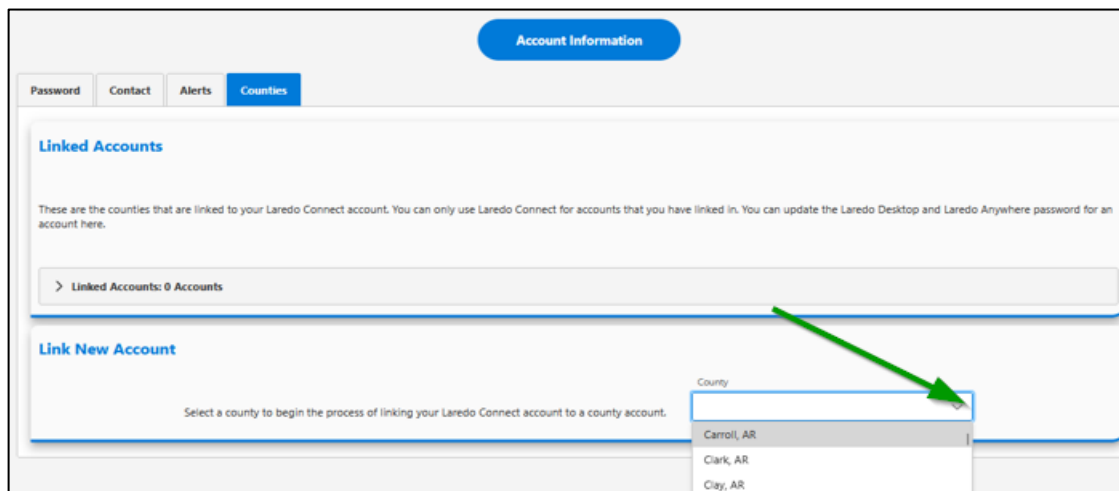 Account Information
Password Contact Alerts Counties
Linked Accounts
These are the counties that are linked to your Laredo Connect account. You can only use Laredo Connect for accounts that you have linked in. You can update the Laredo Desktop and Laredo Anywhere password for an
account here.
Linked Accounts: 0 Accounts
Link New Account
County
Select a county to begin the process of linking your Laredo Connect account to a county account.
Carroll, AR
Clark, AR
Clay, AR